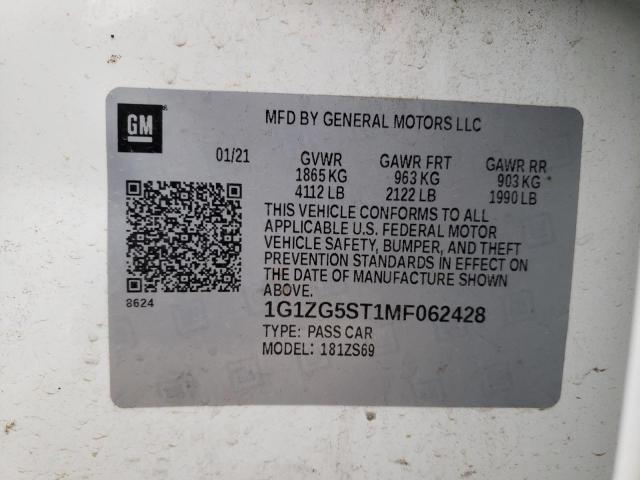 GM
MFD BY GENERAL MOTORS LLC
01/21 GVWR GAWR FRT GAWR RR
1865 KG 963 KG 903 KG
4112 LB 2122 LB 1990 LB
THIS VEHICLE CONFORMS TO ALL
APPLICABLE U.S. FEDERAL MOTOR
VEHICLE SAFETY, BUMPER, AND THEFT
PREVENTION STANDARDS IN EFFECT ON
THE DATE OF MANUFACTURE SHOWN
ABOVE.
8624
1G1ZG5ST1MF062428
TYPE: PASS CAR
MODEL: 181ZS69